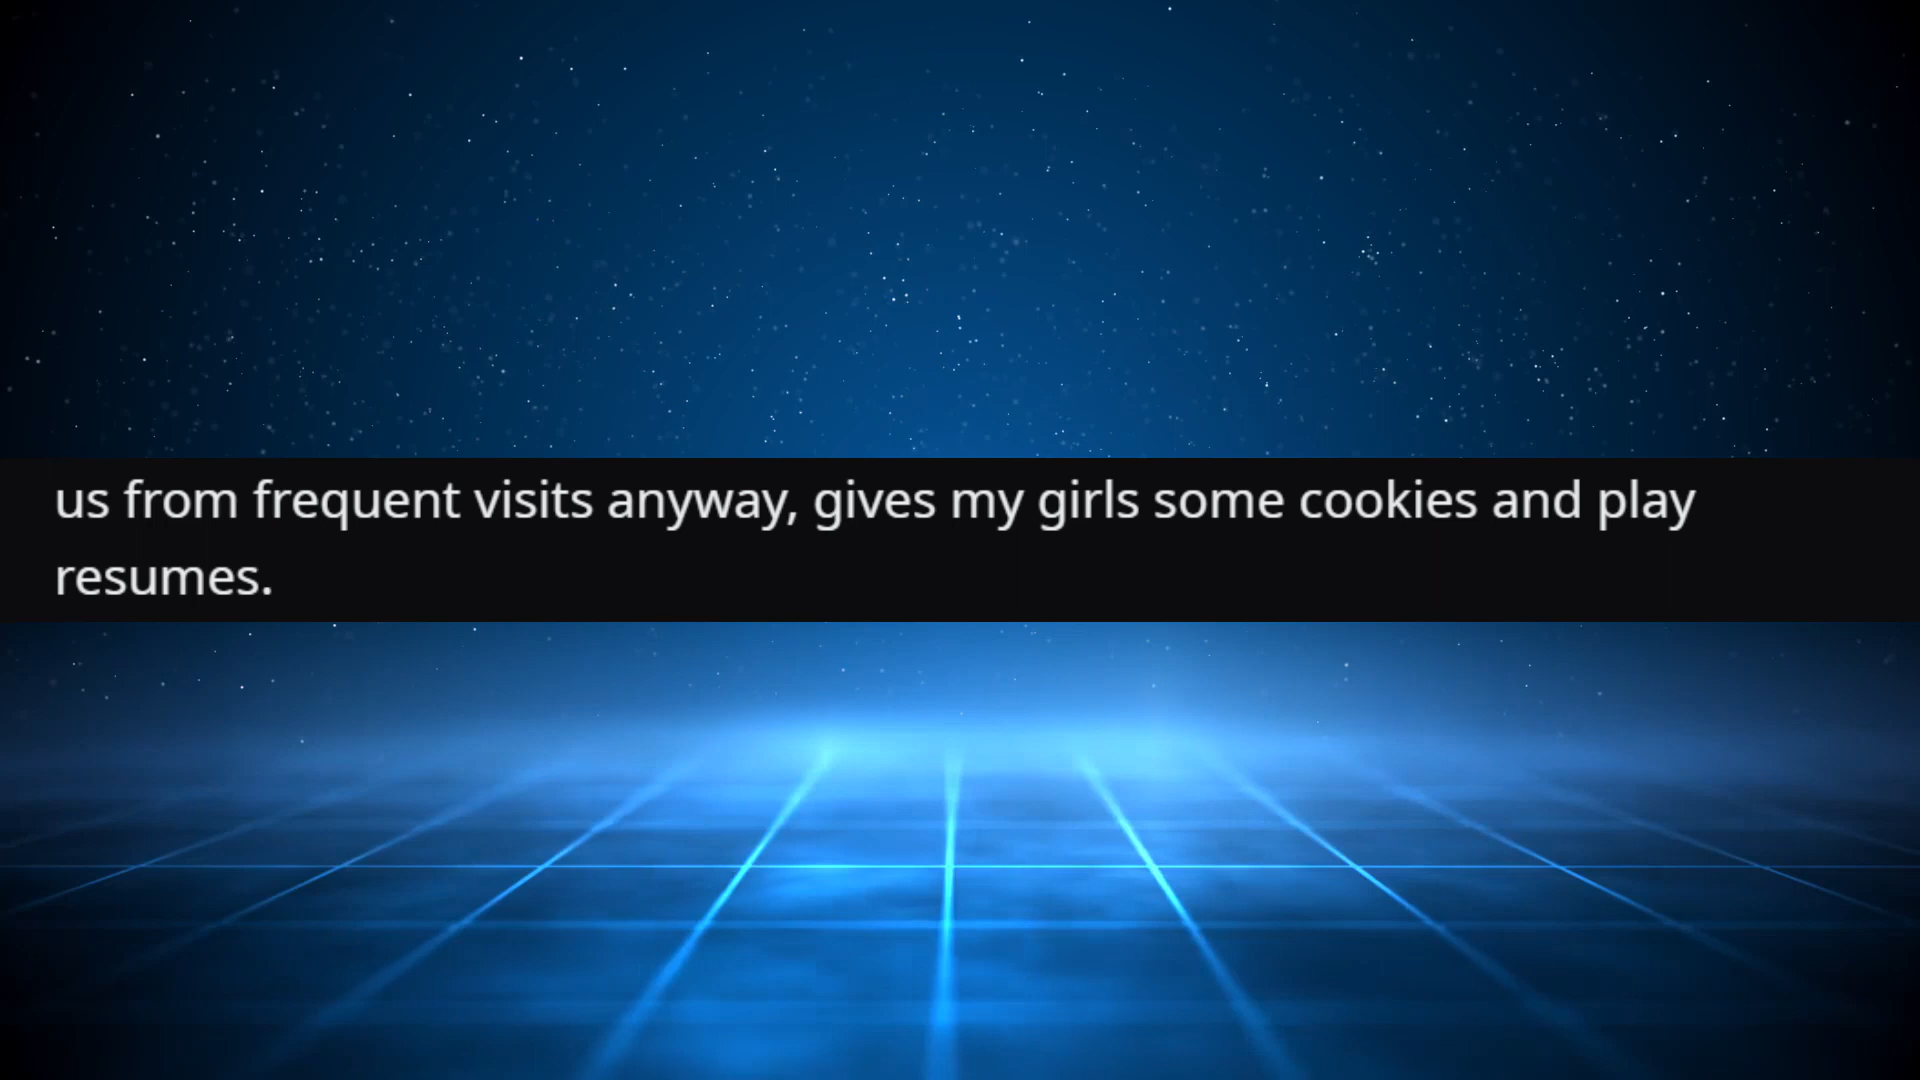 us from frequent visits anyway, gives my girls some cookies and play
resumes.